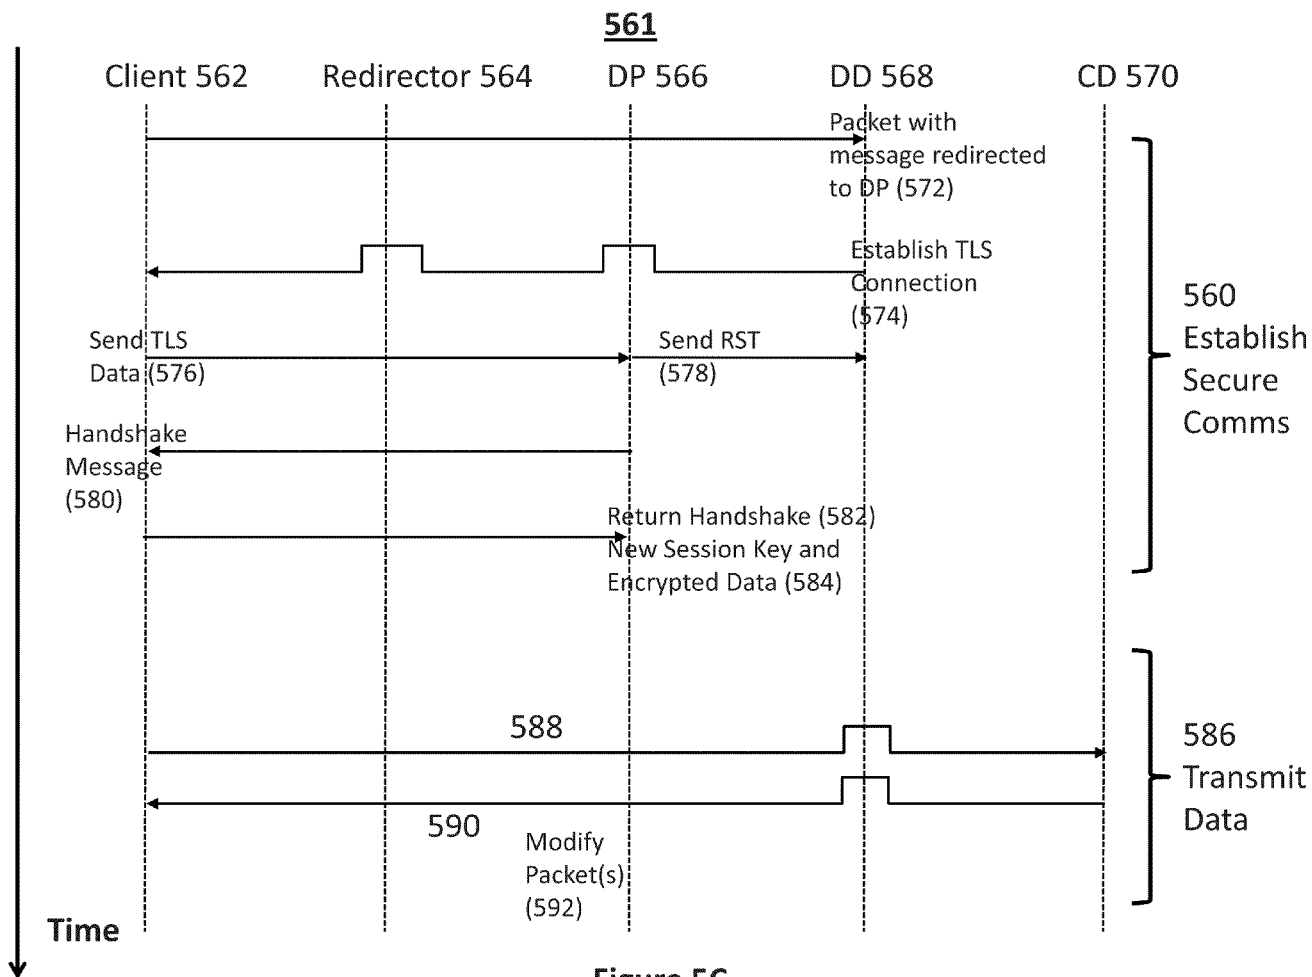 561
Client 562
Redirector 564
DP 566
DD 568
CD 570
Packet with
message redirected
to DP (572)
Establish TLS
Connection
(574)
Send TLS
Data (576)
Send RST
(578)
Handshake
Message
(580)
Return Handshake (582)
New Session Key and
Encrypted Data (584)
560
Establish
Secure
Comms
588
590
Modify
Packet(s)
(592)
586
Transmit
Data
Time
Figure 5C